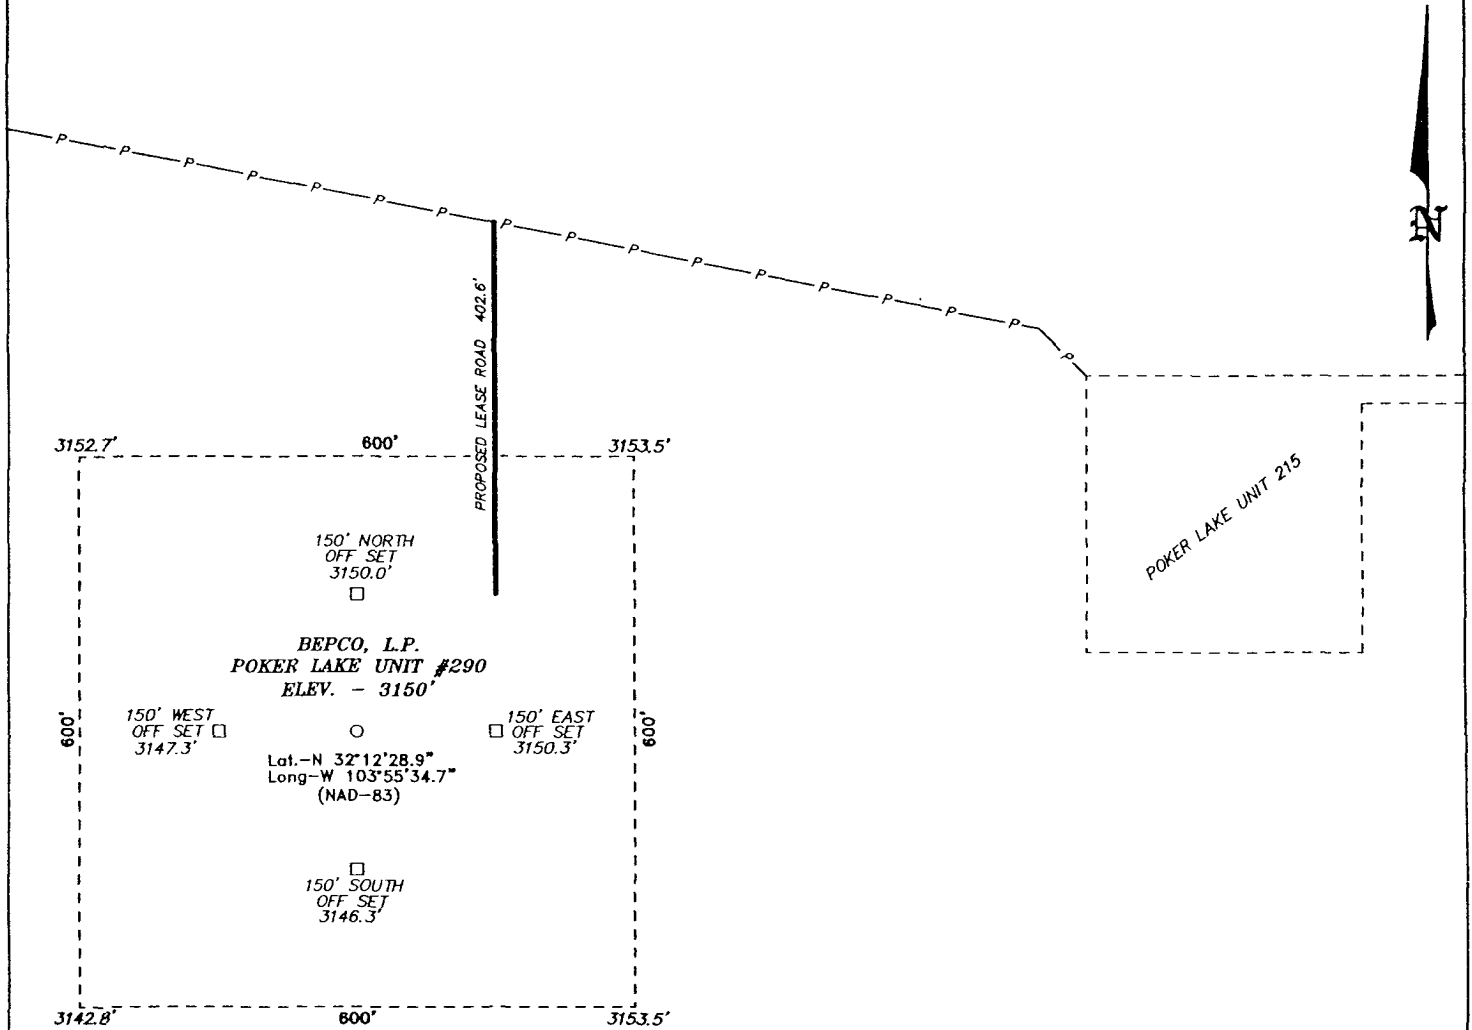 P P P P P P P P P P P P P P P P P
N
PROPOSED LEASE ROAD 402.6'
3152.7'
600'
3153.5'
POKER LAKE UNIT 215
150' NORTH
OFF SET
3150.0'
BEPCO, L.P.
POKER LAKE UNIT #290
ELEV. - 3150'
600'
150' WEST
OFF SET
3147.3'
150' EAST
OFF SET
3150.3'
600'
Lat.-N 32°12'28.9"
Long-W 103°55'34.7"
(NAD-83)
150' SOUTH
OFF SET
3146.3'
3142.8'
600'
3153.5'